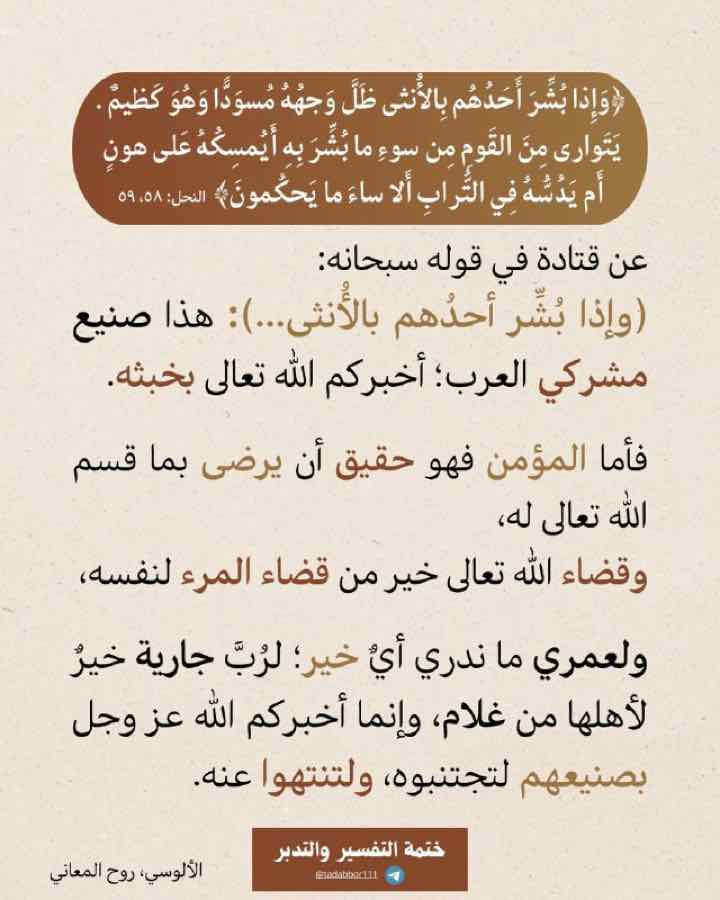 ﴿وَإِذا بُشِّرَ أَحَدُهُم بِالأُنثى ظَلَّ وَجهُهُ مُسوَدًّا وَهُوَ كَظيمٌ .
يَتَوارى مِنَ القَومِ مِن سوءِ ما بُشِّرَ بِهِ أَيُمسِكُهُ عَلى هونٍ
أَم يَدُسُّهُ فِي التُّرابِ أَلا ساءَ ما يَحكُمونَ﴾ النحل: ٥٨، ٥٩
عن قتادة في قوله سبحانه:
(وإذا بُشِّر أحدُهم بالأُنثى...): هذا صنيع
مشركي العرب؛ أخبركم الله تعالى بخبثه.
فأما المؤمن فهو حقيق أن يرضى بما قسم
الله تعالى له،
وقضاء الله تعالى خير من قضاء المرء لنفسه،
ولعمري ما ندري أيٌّ خير؛ لرُبَّ جارية خيرٌ
لأهلها من غلام، وإنما أخبركم الله عز وجل
بصنيعهم لتجتنبوه، ولتنتهوا عنه.
ختمة التفسير والتدبر
@tadabbor111
الألوسي، روح المعاني